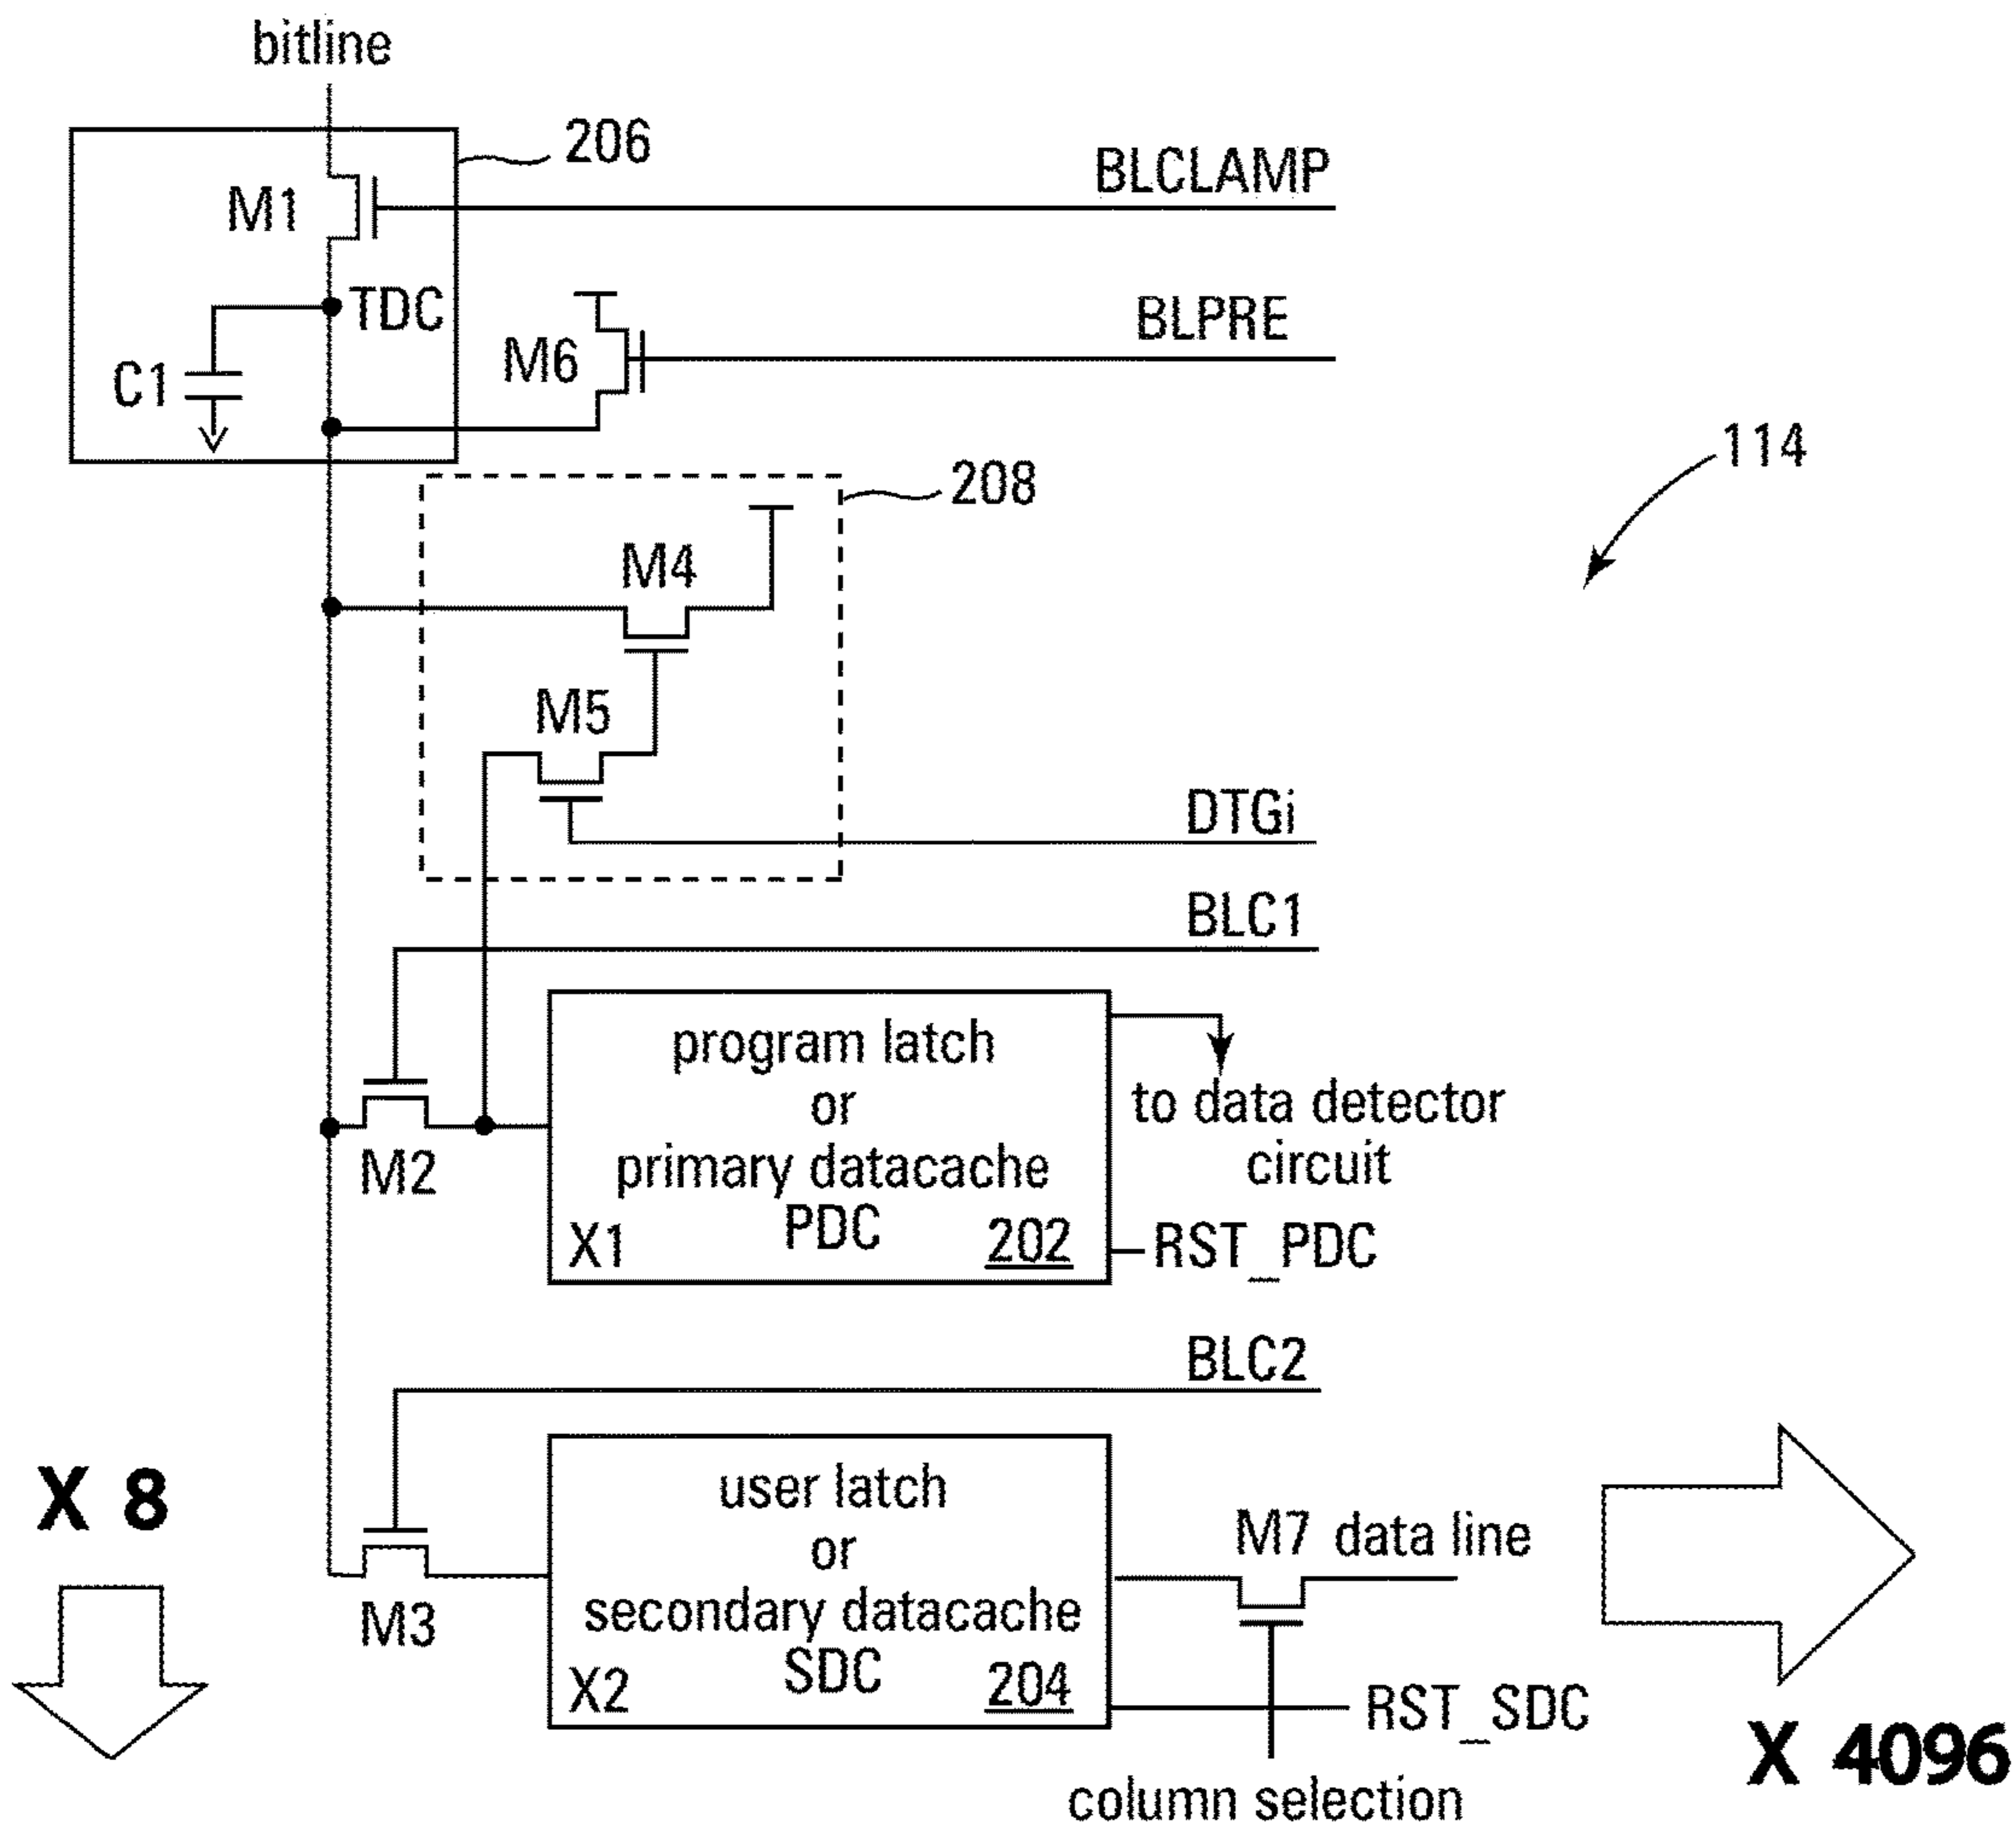 bitline
206
BLCLAMP
M1
TDC
BLPRE
M6
C1
114
208
M4
M5
DTGi
BLC1
program latch
or
primary datacache
PDC
X1
202
to data detector
circuit
M2
RST_PDC
BLC2
X 8
user latch
or
secondary datacache
SDC
X2
204
M7 data line
M3
RST_SDC
X 4096
column selection